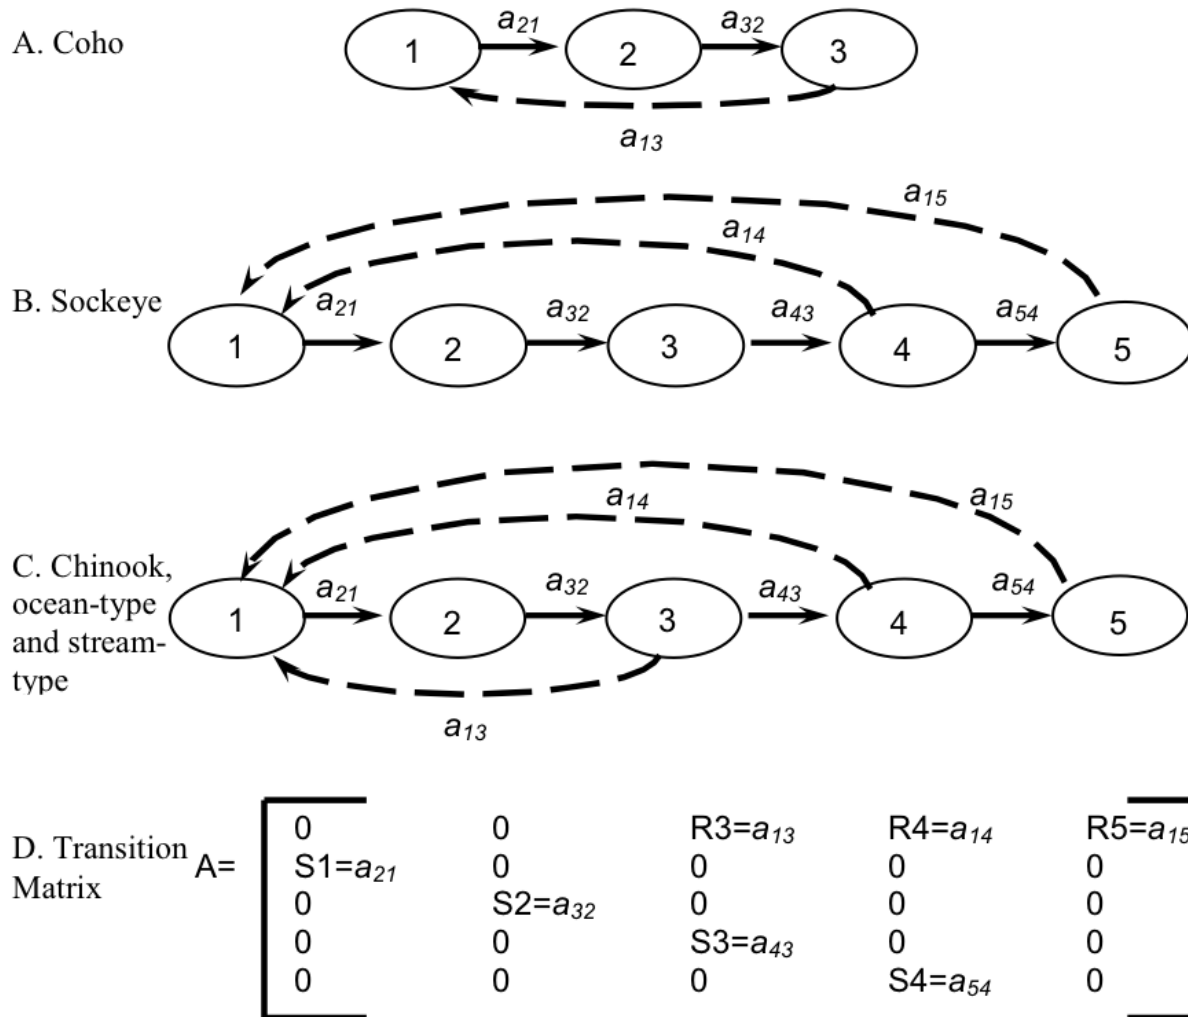 A. Coho
a21 a32
1 2 3
a13
a15
a14
B. Sockeye
a21 a32 a43 a54
1 2 3 4 5
a14 a15
C. Chinook,
ocean-type
and stream-
type
a21 a32 a43 a54
1 2 3 4 5
a13
D. Transition
Matrix
A=
0 0 R3=a13 R4=a14 R5=a15
S1=a21 0 0 0 0
0 S2=a32 0 0 0
0 0 S3=a43 0 0
0 0 0 S4=a54 0